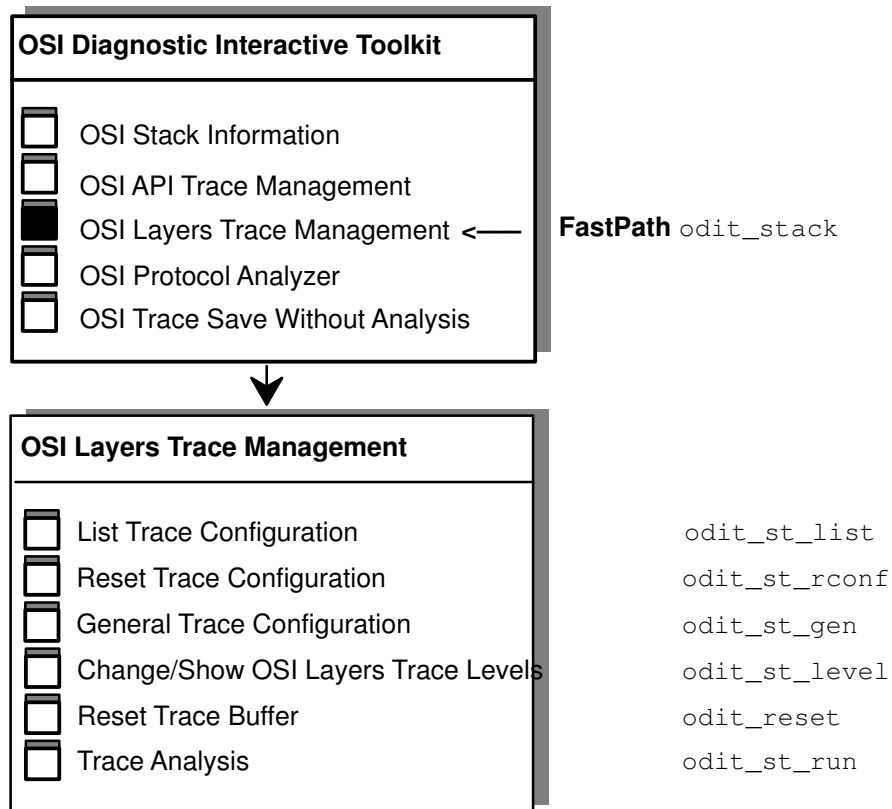 OSI Diagnostic Interactive Toolkit
OSI Stack Information
OSI API Trace Management
OSI Layers Trace Management <— FastPath odit_stack
OSI Protocol Analyzer
OSI Trace Save Without Analysis
OSI Layers Trace Management
List Trace Configuration odit_st_list
Reset Trace Configuration odit_st_rconf
General Trace Configuration odit_st_gen
Change/Show OSI Layers Trace Levels odit_st_level
Reset Trace Buffer odit_reset
Trace Analysis odit_st_run